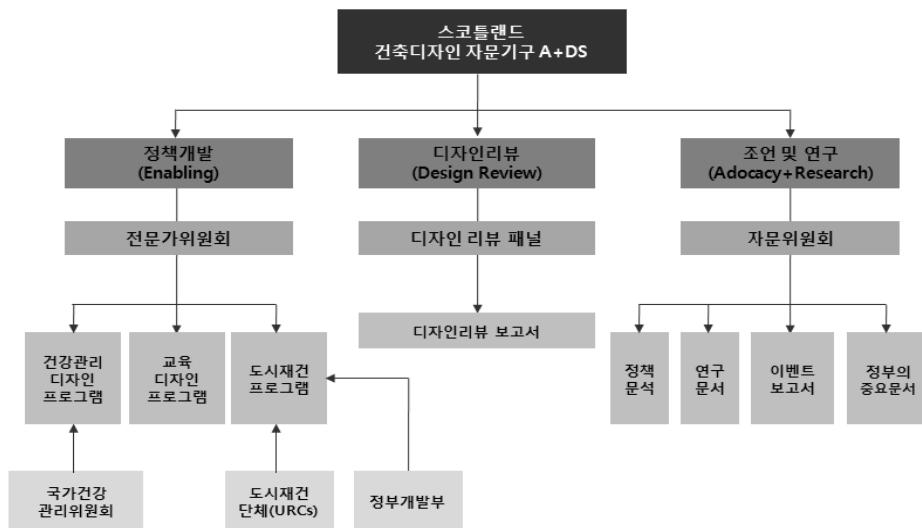 스코틀랜드
건축디자인 자문기구 A+DS
정책개발
(Enabling)
디자인리뷰
(Design Review)
조언 및 연구
(Adocacy+Research)
전문가위원회
디자인 리뷰 패널
자문위원회
건강관리
디자인
프로그램
교육
디자인
프로그램
도시재건
프로그램
디자인리뷰 보고서
정책
문석
연구
문서
이벤트
보고서
정부의
중요문서
국가건강
관리위원회
도시재건
단체(URCs)
정부개발부